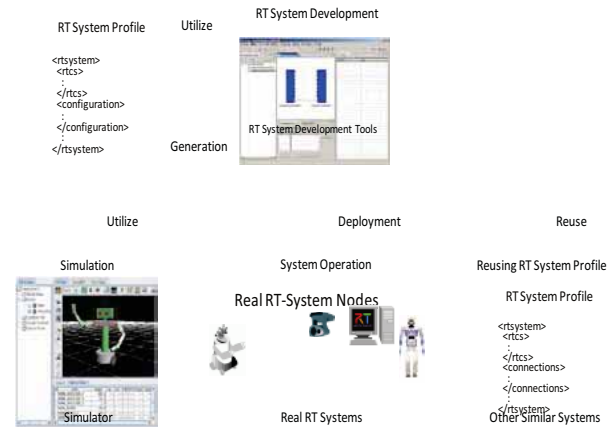 RT System Development
RT System Profile
Utilize
<rtsystem>
<rtcs>
:
</rtcs>
<configuration>
:
</configuration>
:
</rtsystem>
RT System Development Tools
Generation
Utilize
Deployment
Reuse
Simulation
System Operation
Reusing RT System Profile
Real RT-System Nodes
RT
RT System Profile
<rtsystem>
<rtcs>
:
</rtcs>
<connections>
:
</connections>
:
</rtsystem>
Simulator
Real RT Systems
Other Similar Systems